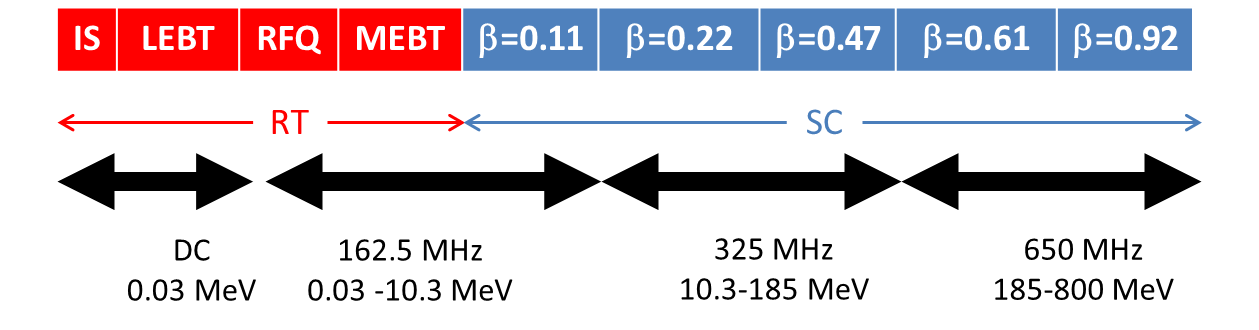 IS LEBT RFQ MEBT β=0.11 β=0.22 β=0.47 β=0.61 β=0.92
RT SC
DC 162.5 MHz 325 MHz 650 MHz
0.03 MeV 0.03 -10.3 MeV 10.3-185 MeV 185-800 MeV